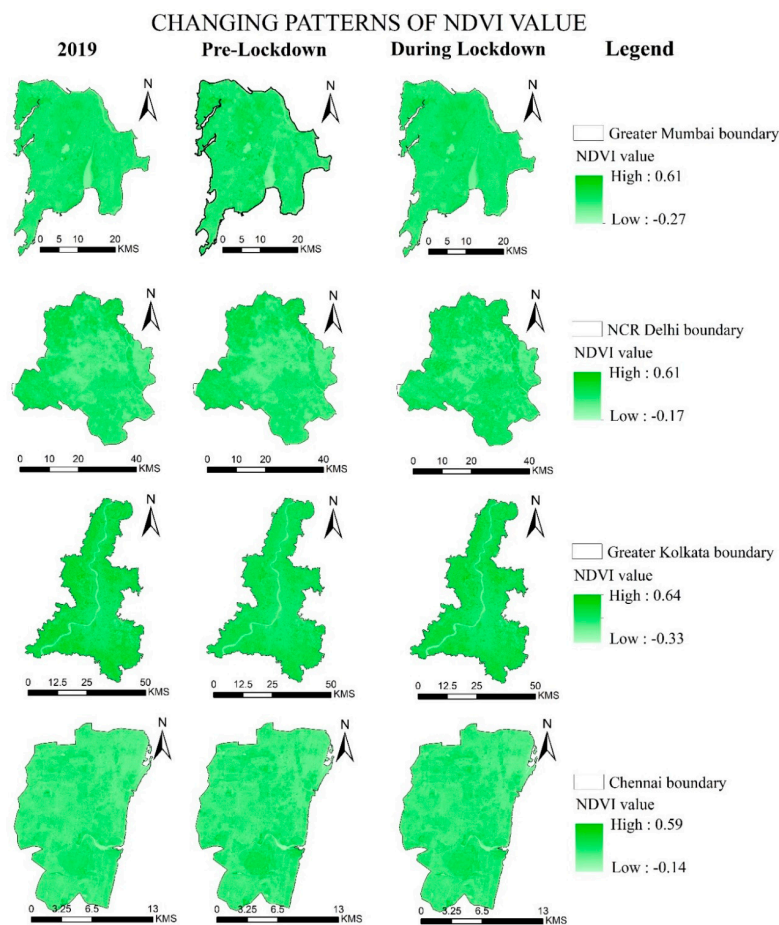 CHANGING PATTERNS OF NDVI VALUE
2019 Pre-Lockdown During Lockdown Legend
N N N
Greater Mumbai boundary
NDVI value
High : 0.61
Low : -0.27
0 5 10 20 KMS
0 5 10 20 KMS
0 5 10 20 KMS
N N N
NCR Delhi boundary
NDVI value
High : 0.61
Low : -0.17
0 10 20 40 KMS
0 10 20 40 KMS
0 10 20 40 KMS
N N N
Greater Kolkata boundary
NDVI value
High : 0.64
Low : -0.33
0 12.5 25 50 KMS
0 12.5 25 50 KMS
0 12.5 25 50 KMS
N N N
Chennai boundary
NDVI value
High : 0.59
Low : -0.14
0 3.25 6.5 13 KMS
0 3.25 6.5 13 KMS
0 3.25 6.5 13 KMS